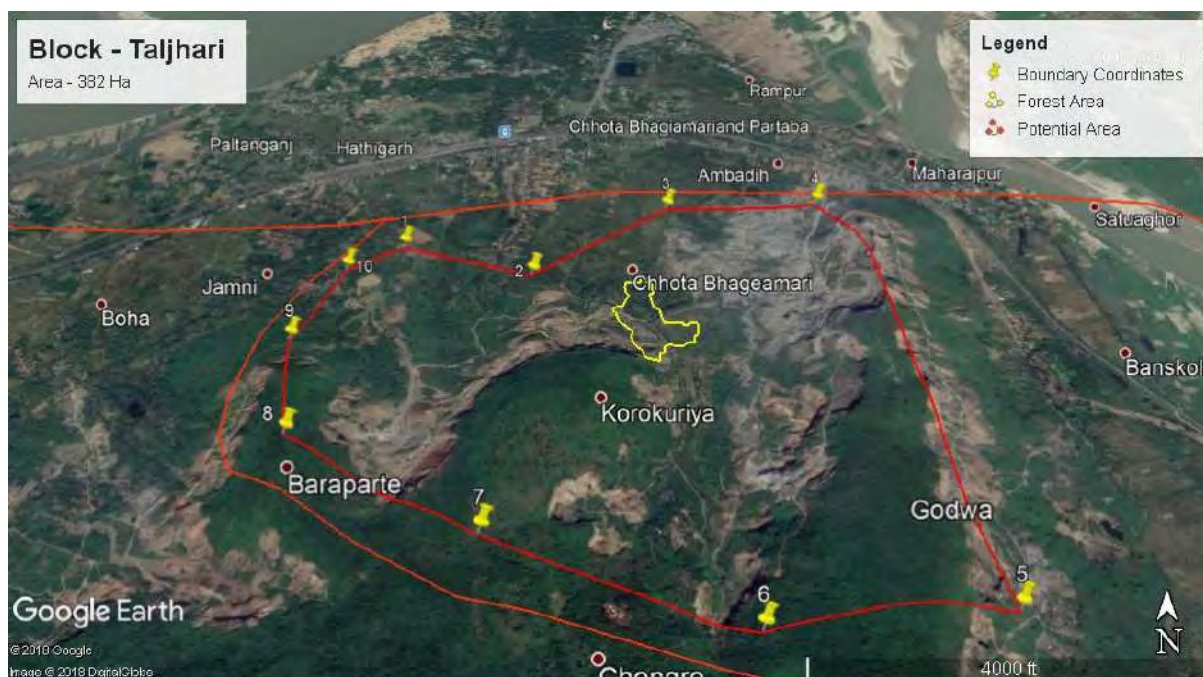 Block - Taljhari
Area - 382 Ha
Legend
Boundary Coordinates
Forest Area
Potential Area
Rampur
Chhota Bhagiamariand Partaba
Paltanganj
Hathigarh
Ambadih
Maharajpur
3
4
Satuaghor
1
10
2
Jamni
Chhota Bhageamari
Boha
9
Banskol
Korokuriya
8
Baraparte
7
Godwa
5
6
Google Earth
© 2018 Google
Image © 2018 DigitalGlobe
N
4000 ft